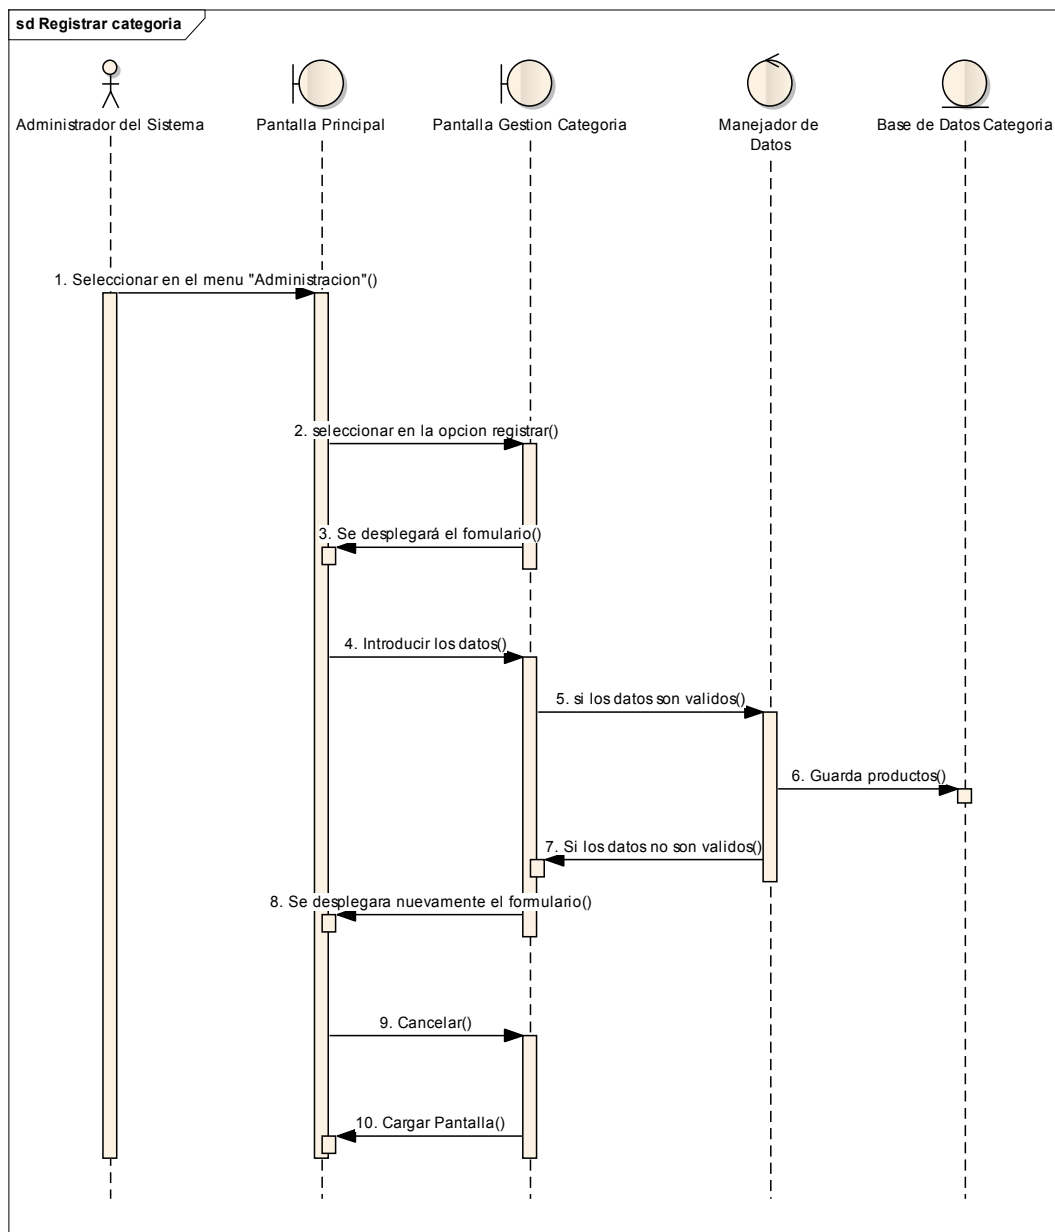 sd Registrar categoria
Administrador del Sistema
Pantalla Principal
Pantalla Gestion Categoria
Manejador de
Datos
Base de Datos Categoria
1. Seleccionar en el menu "Administracion"()
2. seleccionar en la opcion registrar()
3. Se desplegará el fomulario()
4. Introducir los datos()
5. si los datos son validos()
6. Guarda productos()
7. Si los datos no son validos()
8. Se desplegara nuevamente el formulario()
9. Cancelar()
10. Cargar Pantalla()